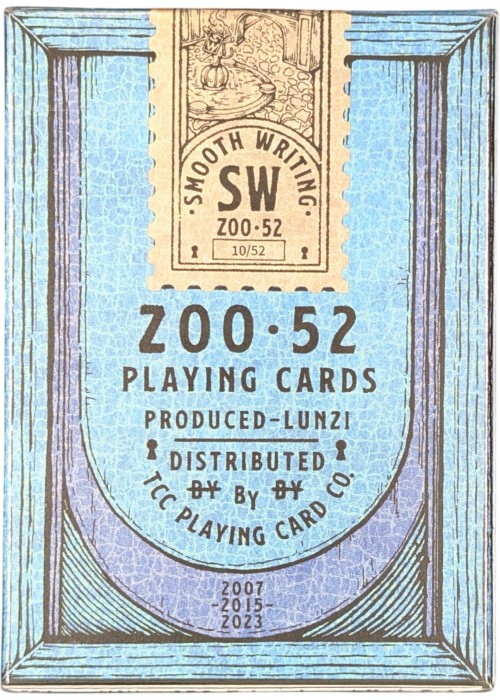 SMOOTH WRITING
SW
ZOO·52
10/52
ZOO·52
PLAYING CARDS
PRODUCED-LUNZI
DISTRIBUTED
BY By BY
TCC PLAYING CARD CO.
2007
-2015-
2023